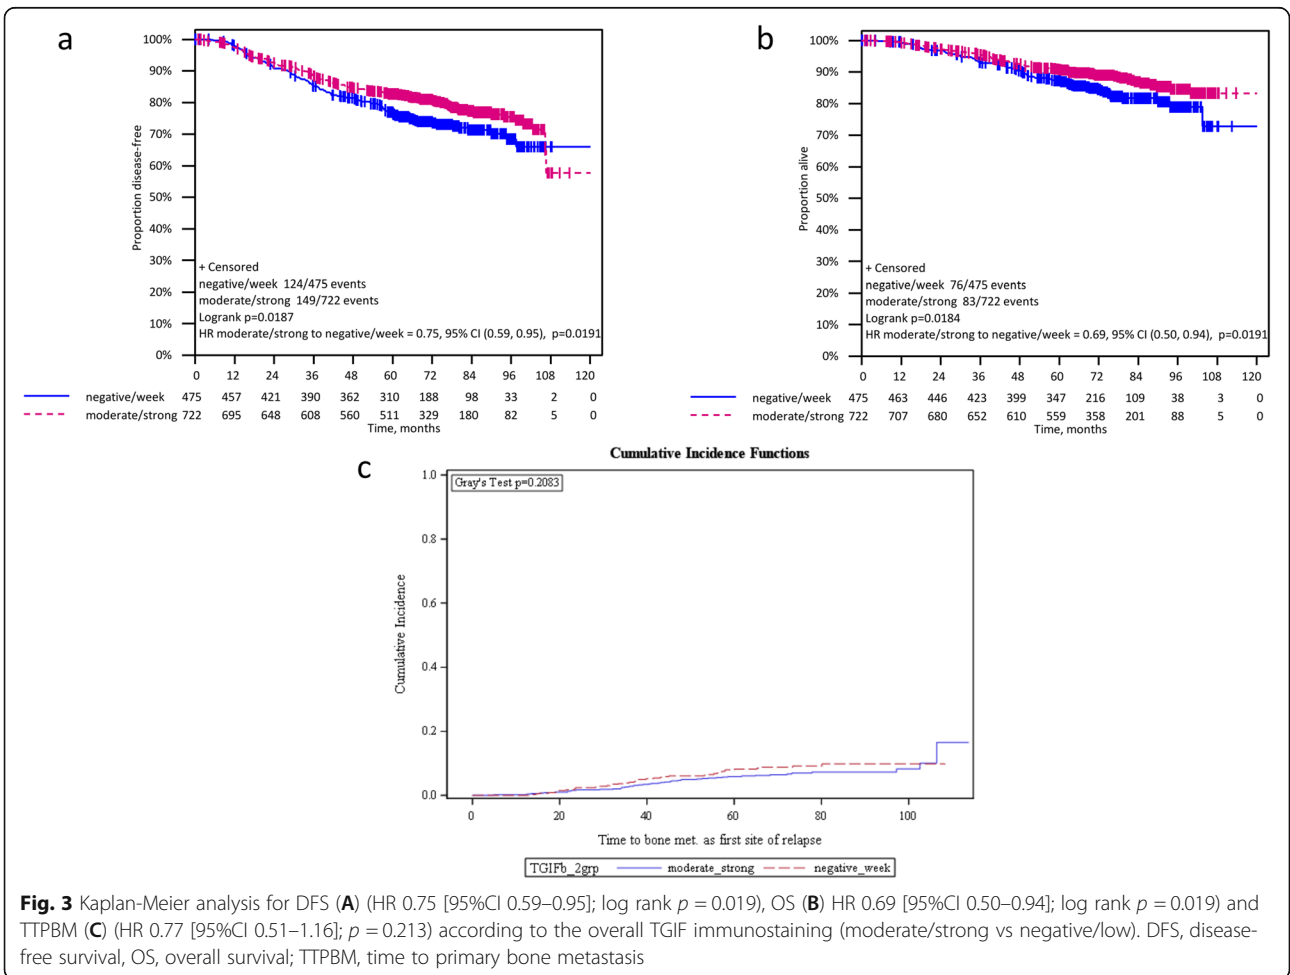 a
100%
90%
80%
70%
60%
50%
40%
30%
20%
10%
0%
Proportion disease-free
+ Censored
negative/week 124/475 events
moderate/strong 149/722 events
Logrank p=0.0187
HR moderate/strong to negative/week = 0.75, 95% CI (0.59, 0.95), p=0.0191
0 12 24 36 48 60 72 84 96 108 120
negative/week 475 457 421 390 362 310 188 98 33 2 0
moderate/strong 722 695 648 608 560 511 329 180 82 5 0
Time, months
b
100%
90%
80%
70%
60%
50%
40%
30%
20%
10%
0%
Proportion alive
+ Censored
negative/week 76/475 events
moderate/strong 83/722 events
Logrank p=0.0184
HR moderate/strong to negative/week = 0.69, 95% CI (0.50, 0.94), p=0.0191
0 12 24 36 48 60 72 84 96 108 120
negative/week 475 463 446 423 399 347 216 109 38 3 0
moderate/strong 722 707 680 652 610 559 358 201 88 5 0
Time, months
c
Cumulative Incidence Functions
Gray's Test p=0.2083
1.0
0.8
0.6
0.4
0.2
0.0
Cumulative Incidence
0 20 40 60 80 100
Time to bone met. as first site of relapse
TGIFb_2grp moderate_strong negative_week
Fig. 3 Kaplan-Meier analysis for DFS (A) (HR 0.75 [95%CI 0.59–0.95]; log rank p = 0.019), OS (B) HR 0.69 [95%CI 0.50–0.94]; log rank p = 0.019) and
TTPBM (C) (HR 0.77 [95%CI 0.51–1.16]; p = 0.213) according to the overall TGIF immunostaining (moderate/strong vs negative/low). DFS, disease-
free survival, OS, overall survival; TTPBM, time to primary bone metastasis